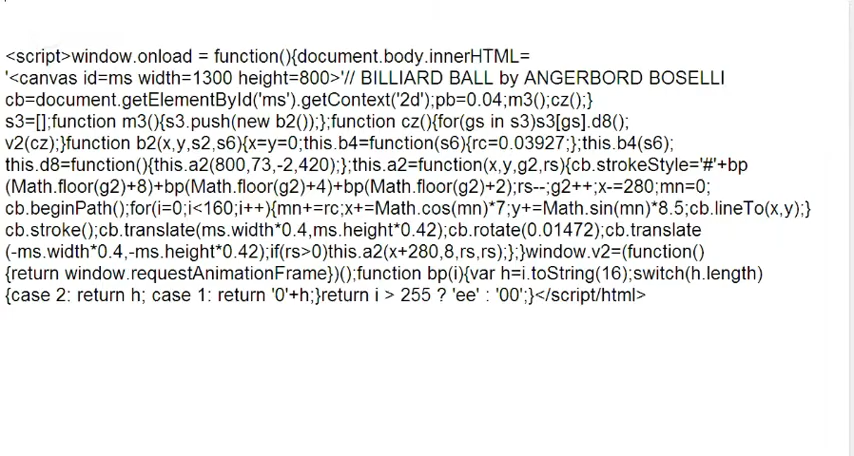 <script>window.onload = function(){document.body.innerHTML=
'<canvas id=ms width=1300 height=800>'// BILLIARD BALL by ANGERBORD BOSELLI
cb=document.getElementById('ms').getContext('2d');pb=0.04;m3();cz();}
s3=[];function m3(){s3.push(new b2());};function cz(){for(gs in s3)s3[gs].d8();
v2(cz);}function b2(x,y,s2,s6){x=y=0;this.b4=function(s6){rc=0.03927;};this.b4(s6);
this.d8=function(){this.a2(800,73,-2,420);};this.a2=function(x,y,g2,rs){cb.strokeStyle='#'+bp
(Math.floor(g2)+8)+bp(Math.floor(g2)+4)+bp(Math.floor(g2)+2);rs--;g2++;x-=280;mn=0;
cb.beginPath();for(i=0;i<160;i++){mn+=rc;x+=Math.cos(mn)*7;y+=Math.sin(mn)*8.5;cb.lineTo(x,y);}
cb.stroke();cb.translate(ms.width*0.4,ms.height*0.42);cb.rotate(0.01472);cb.translate
(-ms.width*0.4,-ms.height*0.42);if(rs>0)this.a2(x+280,8,rs,rs);};}window.v2=(function()
{return window.requestAnimationFrame})();function bp(i){var h=i.toString(16);switch(h.length)
{case 2: return h; case 1: return '0'+h;}return i > 255 ? 'ee' : '00';}</script/html>